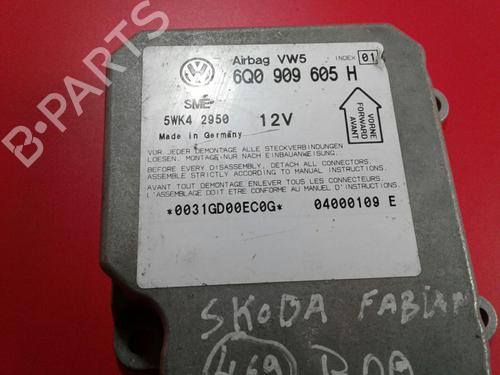 Airbag VW5 INDEX 01
6Q0 909 605 H
SME
5WK4 2950 12V
Made in Germany
VORNE
FORWARD
AVANT
VOR JEDER DEMONTAGE ALLE STECKVERBINDUNGEN
LOESEN. MONTAGE: NUR NACH EINBAUANWEISUNG.
BEFORE EVERY DISASSEMBLY, DETACH ALL CONNECTORS.
ASSEMBLE STRICTLY ACCORDING TO MANUAL INSTRUCTIONS.
AVANT TOUT DEMONTAGE ENLEVER TOUS LES CONNECTEURS.
L'ASSEMBLAGE DOIT ETRE CONFORME AU MANUEL D'INSTRUCTIONS.
*0031GD00EC0G* 04000109 E
SKODA FABIA
469
B-PARTS